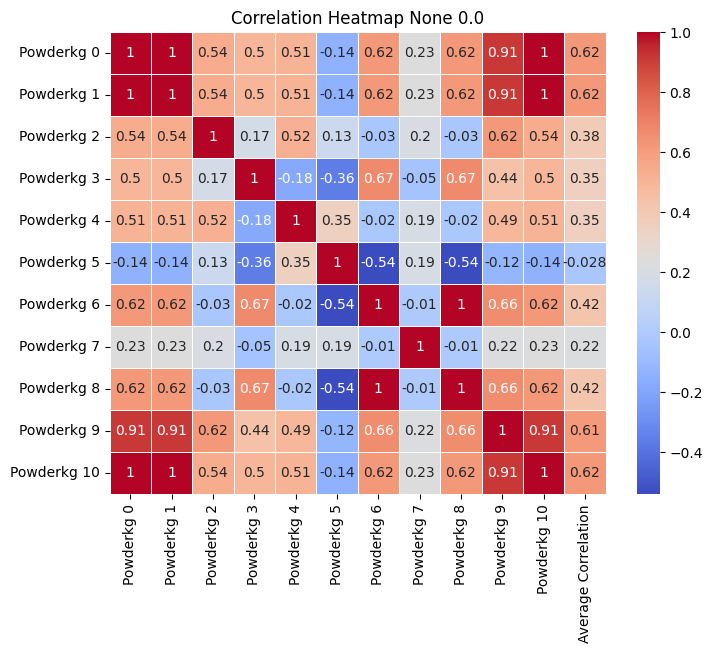 Correlation Heatmap None 0.0
Powderkg 0 1 1 0.54 0.5 0.51 -0.14 0.62 0.23 0.62 0.91 1 0.62
Powderkg 1 1 1 0.54 0.5 0.51 -0.14 0.62 0.23 0.62 0.91 1 0.62
Powderkg 2 0.54 0.54 1 0.17 0.52 0.13 -0.03 0.2 -0.03 0.62 0.54 0.38
Powderkg 3 0.5 0.5 0.17 1 -0.18 -0.36 0.67 -0.05 0.67 0.44 0.5 0.35
Powderkg 4 0.51 0.51 0.52 -0.18 1 0.35 -0.02 0.19 -0.02 0.49 0.51 0.35
Powderkg 5 -0.14 -0.14 0.13 -0.36 0.35 1 -0.54 0.19 -0.54 -0.12 -0.14 -0.028
Powderkg 6 0.62 0.62 -0.03 0.67 -0.02 -0.54 1 -0.01 1 0.66 0.62 0.42
Powderkg 7 0.23 0.23 0.2 -0.05 0.19 0.19 -0.01 1 -0.01 0.22 0.23 0.22
Powderkg 8 0.62 0.62 -0.03 0.67 -0.02 -0.54 1 -0.01 1 0.66 0.62 0.42
Powderkg 9 0.91 0.91 0.62 0.44 0.49 -0.12 0.66 0.22 0.66 1 0.91 0.61
Powderkg 10 1 1 0.54 0.5 0.51 -0.14 0.62 0.23 0.62 0.91 1 0.62
Powderkg 0
Powderkg 1
Powderkg 2
Powderkg 3
Powderkg 4
Powderkg 5
Powderkg 6
Powderkg 7
Powderkg 8
Powderkg 9
Powderkg 10
Average Correlation
1.0
0.8
0.6
0.4
0.2
0.0
−0.2
−0.4